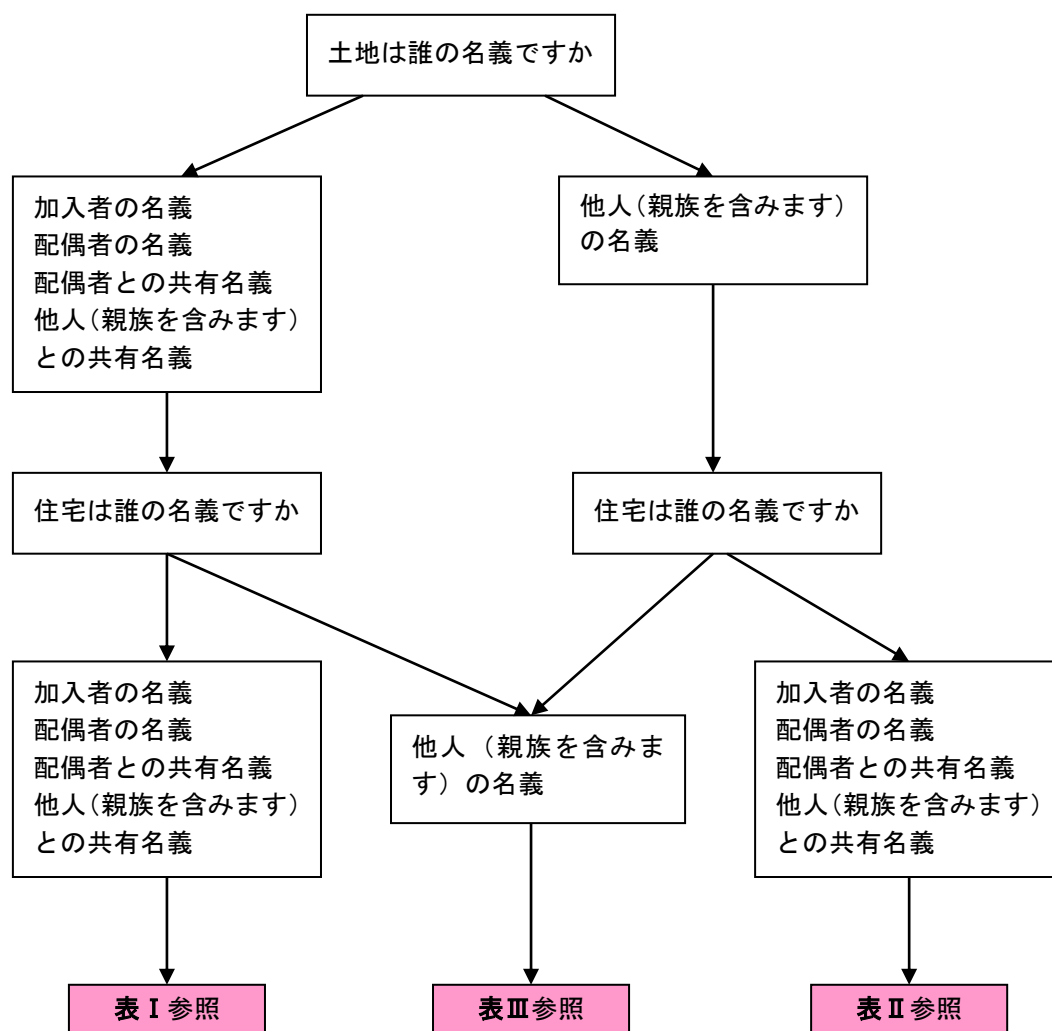 土地は誰の名義ですか
加入者の名義
配偶者の名義
配偶者との共有名義
他人(親族を含みます)
との共有名義
他人(親族を含みます)
の名義
住宅は誰の名義ですか
住宅は誰の名義ですか
加入者の名義
配偶者の名義
配偶者との共有名義
他人(親族を含みます)
との共有名義
他人(親族を含みま
す)の名義
加入者の名義
配偶者の名義
配偶者との共有名義
他人(親族を含みます)
との共有名義
表Ⅰ参照
表Ⅲ参照
表Ⅱ参照